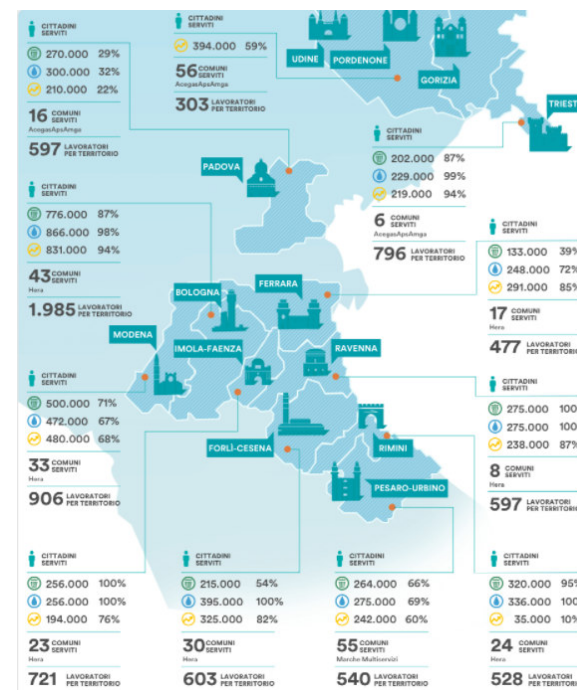 CITTADINI
SERVITI
270.000 29%
300.000 32%
210.000 22%
16 COMUNI
SERVITI
AcegasApsAmga
597 LAVORATORI
PER TERRITORIO
CITTADINI
SERVITI
394.000 59%
56 COMUNI
SERVITI
AcegasApsAmga
303 LAVORATORI
PER TERRITORIO
UDINE
PORDENONE
GORIZIA
TRIEST
CITTADINI
SERVITI
202.000 87%
229.000 99%
219.000 94%
6 COMUNI
SERVITI
AcegasApsAmga
796 LAVORATORI
PER TERRITORIO
PADOVA
CITTADINI
SERVITI
776.000 87%
866.000 98%
831.000 94%
43 COMUNI
SERVITI
Hera
1.985 LAVORATORI
PER TERRITORIO
CITTADINI
SERVITI
133.000 39%
248.000 72%
291.000 85%
17 COMUNI
SERVITI
Hera
477 LAVORATORI
PER TERRITORIO
BOLOGNA
FERRARA
MODENA
IMOLA-FAENZA
RAVENNA
FORLÌ-CESENA
RIMINI
PESARO-URBINO
CITTADINI
SERVITI
500.000 71%
472.000 67%
480.000 68%
33 COMUNI
SERVITI
Hera
906 LAVORATORI
PER TERRITORIO
CITTADINI
SERVITI
275.000 100
275.000 100
238.000 87%
8 COMUNI
SERVITI
Hera
597 LAVORATORI
PER TERRITORIO
CITTADINI
SERVITI
256.000 100%
256.000 100%
194.000 76%
23 COMUNI
SERVITI
Hera
721 LAVORATORI
PER TERRITORIO
CITTADINI
SERVITI
215.000 54%
395.000 100%
325.000 82%
30 COMUNI
SERVITI
Hera
603 LAVORATORI
PER TERRITORIO
CITTADINI
SERVITI
264.000 66%
275.000 69%
242.000 60%
55 COMUNI
SERVITI
Marche Multiservizi
540 LAVORATORI
PER TERRITORIO
CITTADINI
SERVITI
320.000 95%
336.000 100
35.000 10%
24 COMUNI
SERVITI
Hera
528 LAVORATORI
PER TERRITORIO